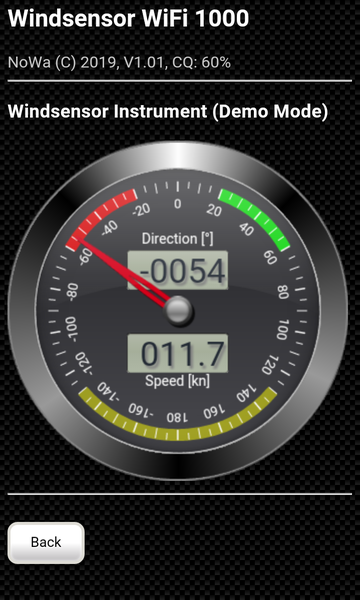 Windsensor WiFi 1000
NoWa (C) 2019, V1.01, CQ: 60%
Windsensor Instrument (Demo Mode)
-20 0 20
-40 40
-60 60
Direction [°]
-0054
-80 80
-100 100
011.7
-120 120
Speed [kn]
-140 140
-160 180 160
Back